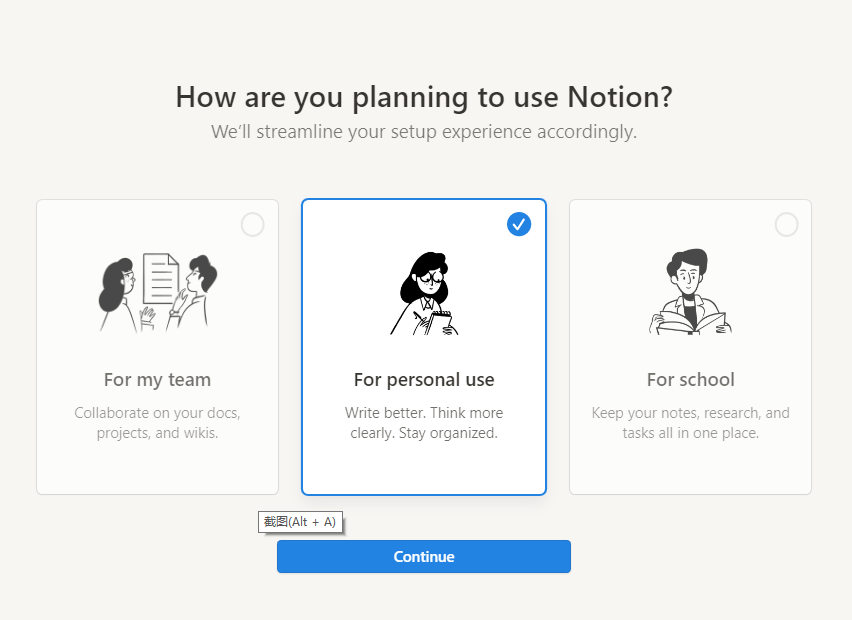 How are you planning to use Notion?
We'll streamline your setup experience accordingly.
For my team
Collaborate on your docs,
projects, and wikis.
For personal use
Write better. Think more
clearly. Stay organized.
For school
Keep your notes, research, and
tasks all in one place.
截图(Alt + A)
Continue